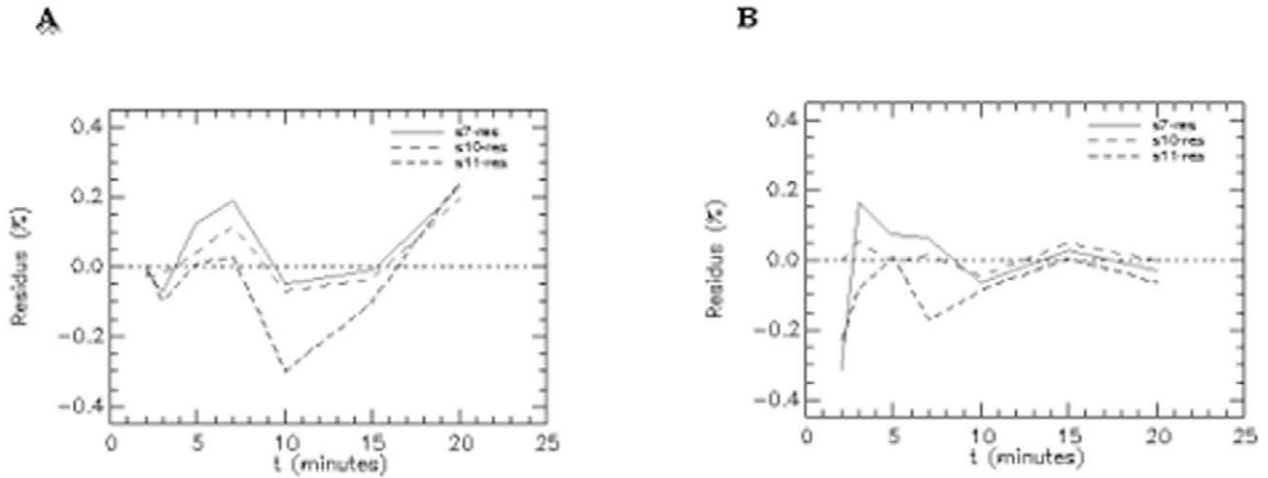 A
B
s7-res
s10-res
s11-res
0.4
0.2
0.0
−0.2
−0.4
Residus (%)
0 5 10 15 20 25
t (minutes)
s7-res
s10-res
s11-res
0.4
0.2
0.0
−0.2
−0.4
Residus (%)
0 5 10 15 20 25
t (minutes)